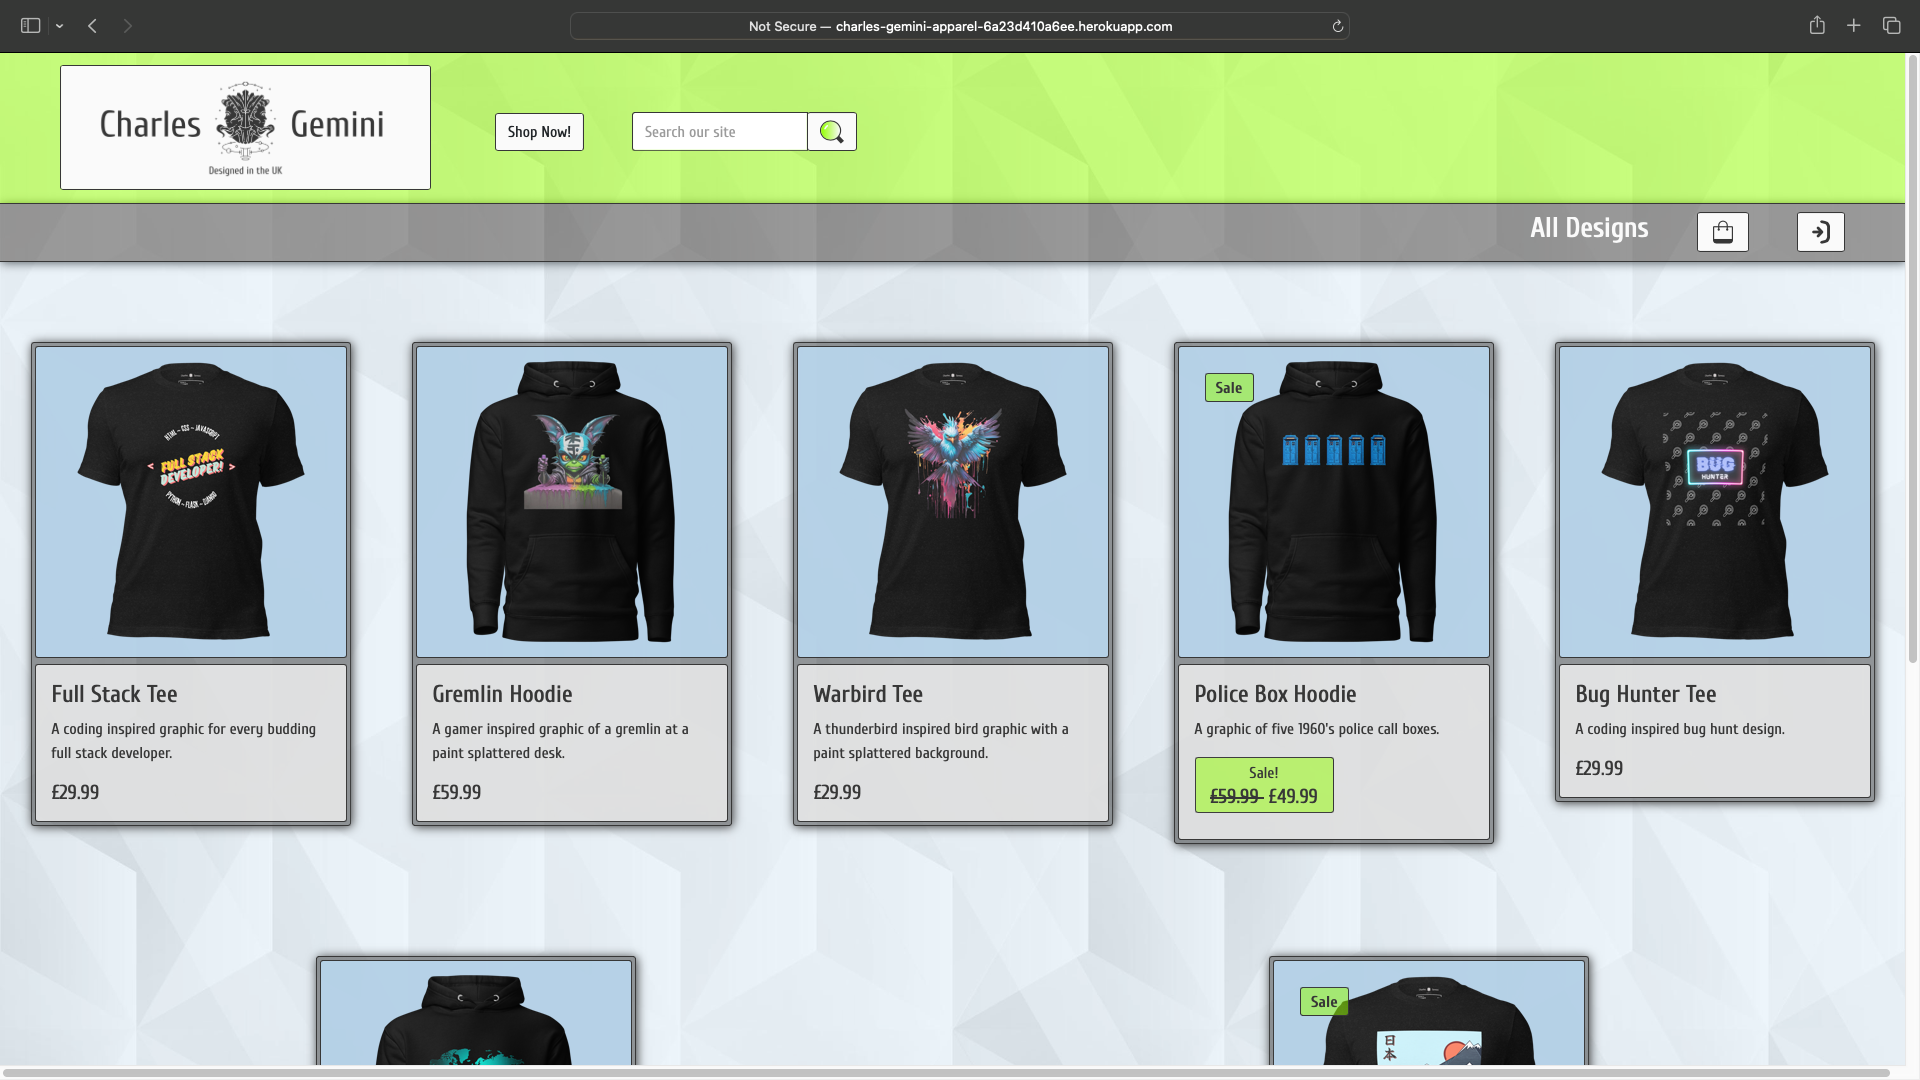 Not Secure — charles-gemini-apparel-6a23d410a6ee.herokuapp.com
Charles Gemini
Designed in the UK
Shop Now!
Search our site
All Designs
HTML - CSS - JAVASCRIPT
< FULL STACK DEVELOPER! >
PYTHON - FLASK - DJANGO
Sale
BUG
HUNTER
Full Stack Tee
A coding inspired graphic for every budding
full stack developer.
£29.99
Gremlin Hoodie
A gamer inspired graphic of a gremlin at a
paint splattered desk.
£59.99
Warbird Tee
A thunderbird inspired bird graphic with a
paint splattered background.
£29.99
Police Box Hoodie
A graphic of five 1960's police call boxes.
Sale!
£59.99 £49.99
Bug Hunter Tee
A coding inspired bug hunt design.
£29.99
Sale
日本